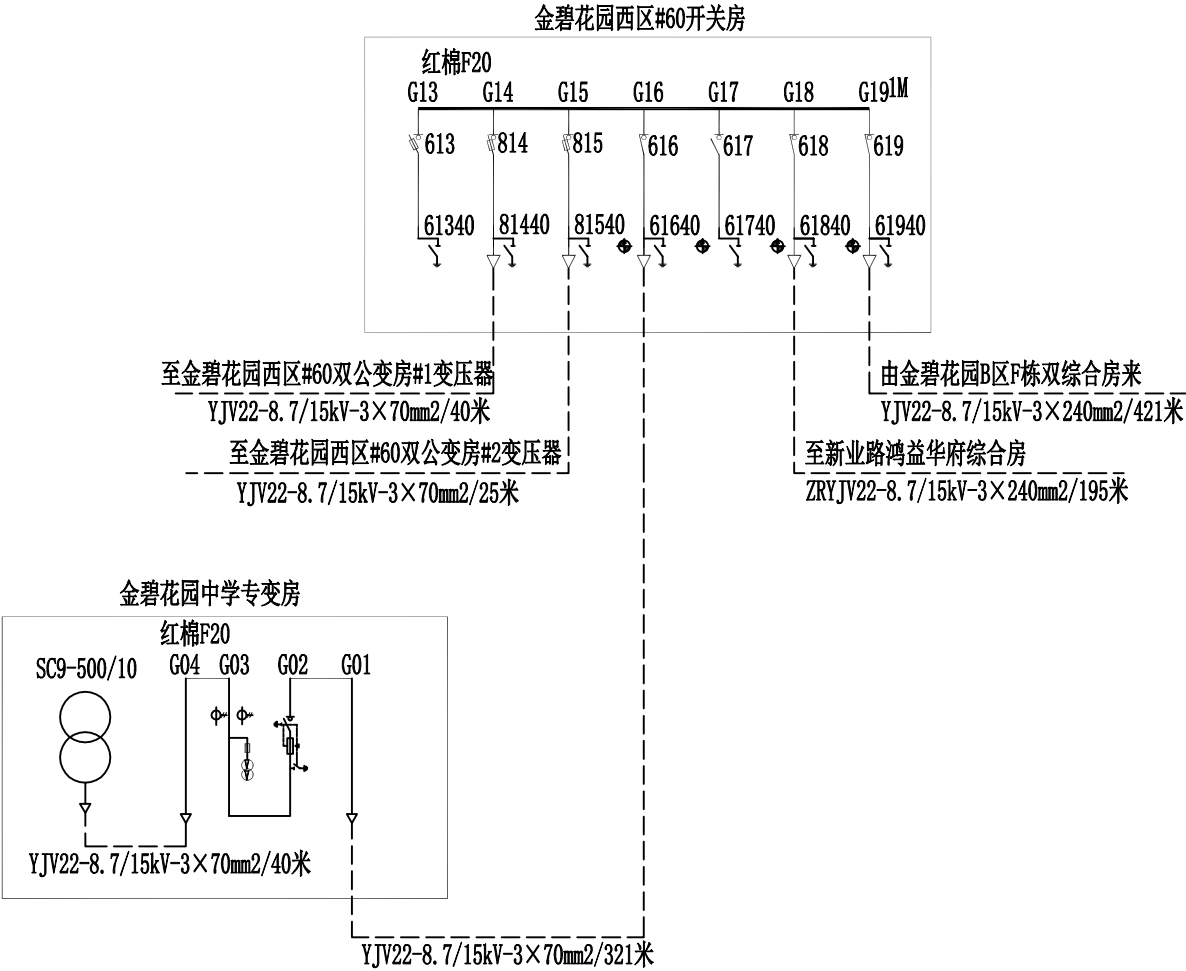 金碧花园西区#60开关房
红棉F20
G13 G14 G15 G16 G17 G18 G19 1M
613 814 815 616 617 618 619
61340 81440 81540 61640 61740 61840 61940
至金碧花园西区#60双公变房#1变压器
YJV22-8.7/15kV-3×70mm2/40米
由金碧花园B区F栋双综合房来
YJV22-8.7/15kV-3×240mm2/421米
至金碧花园西区#60双公变房#2变压器
YJV22-8.7/15kV-3×70mm2/25米
至新业路鸿益华府综合房
ZRYJV22-8.7/15kV-3×240mm2/195米
金碧花园中学专变房
红棉F20
SC9-500/10 G04 G03 G02 G01
YJV22-8.7/15kV-3×70mm2/40米
YJV22-8.7/15kV-3×70mm2/321米